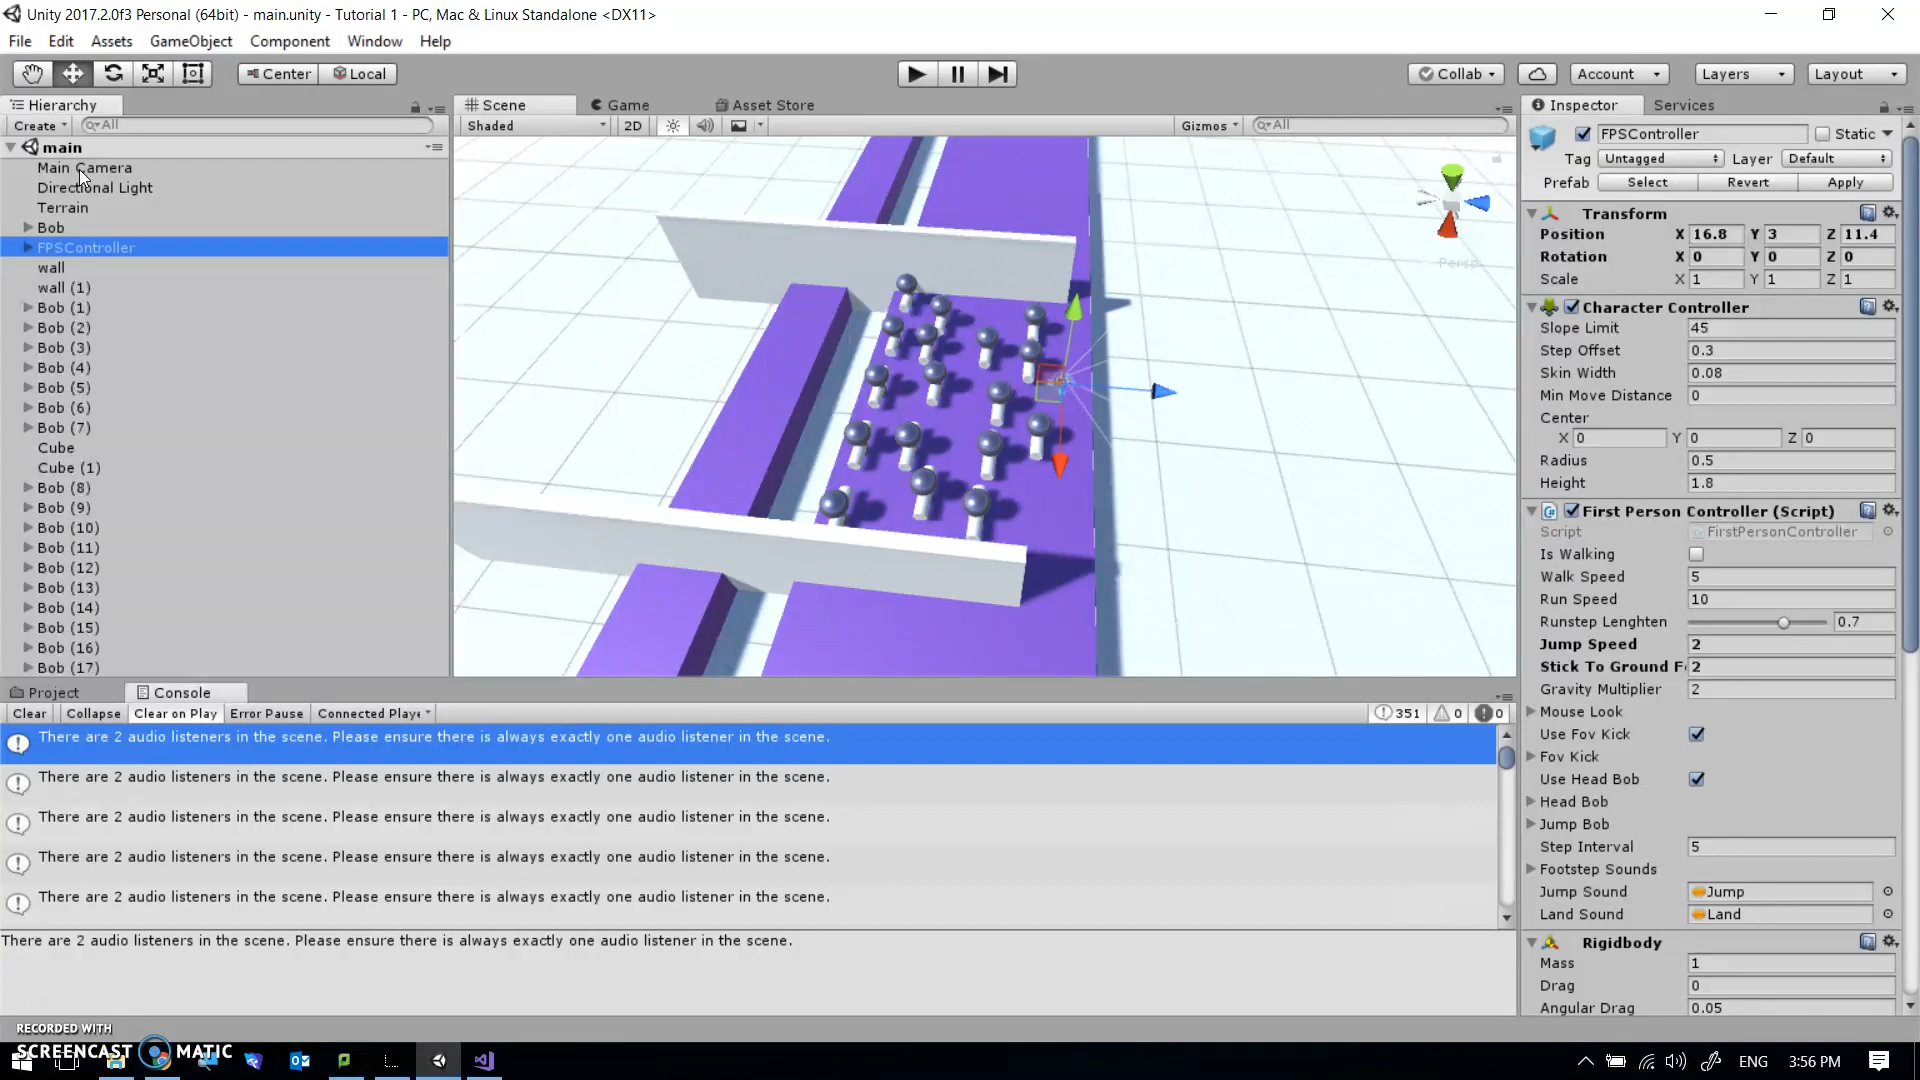 Unity 2017.2.0f3 Personal (64bit) - main.unity - Tutorial 1 - PC, Mac & Linux Standalone <DX11>
File Edit Assets GameObject Component Window Help
Center Local Collab Account Layers Layout
Hierarchy
Create All
main
Main Camera
Directional Light
Terrain
Bob
FPSController
wall
wall (1)
Bob (1)
Bob (2)
Bob (3)
Bob (4)
Bob (5)
Bob (6)
Bob (7)
Cube
Cube (1)
Bob (8)
Bob (9)
Bob (10)
Bob (11)
Bob (12)
Bob (13)
Bob (14)
Bob (15)
Bob (16)
Bob (17)
Scene Game Asset Store
Shaded 2D Gizmos All
Persp
Inspector Services
FPSController Static
Tag Untagged Layer Default
Prefab Select Revert Apply
Transform
Position X 16.8 Y 3 Z 11.4
Rotation X 0 Y 0 Z 0
Scale X 1 Y 1 Z 1
Character Controller
Slope Limit 45
Step Offset 0.3
Skin Width 0.08
Min Move Distance 0
Center
X 0 Y 0 Z 0
Radius 0.5
Height 1.8
First Person Controller (Script)
Script FirstPersonController
Is Walking
Walk Speed 5
Run Speed 10
Runstep Lenghten 0.7
Jump Speed 2
Stick To Ground F 2
Gravity Multiplier 2
Mouse Look
Use Fov Kick
Fov Kick
Use Head Bob
Head Bob
Jump Bob
Step Interval 5
Footstep Sounds
Jump Sound Jump
Land Sound Land
Rigidbody
Mass 1
Drag 0
Angular Drag 0.05
Project Console
Clear Collapse Clear on Play Error Pause Connected Playe 351 0 0
There are 2 audio listeners in the scene. Please ensure there is always exactly one audio listener in the scene.
There are 2 audio listeners in the scene. Please ensure there is always exactly one audio listener in the scene.
There are 2 audio listeners in the scene. Please ensure there is always exactly one audio listener in the scene.
There are 2 audio listeners in the scene. Please ensure there is always exactly one audio listener in the scene.
There are 2 audio listeners in the scene. Please ensure there is always exactly one audio listener in the scene.
There are 2 audio listeners in the scene. Please ensure there is always exactly one audio listener in the scene.
RECORDED WITH
SCREENCAST MATIC
ENG 3:56 PM